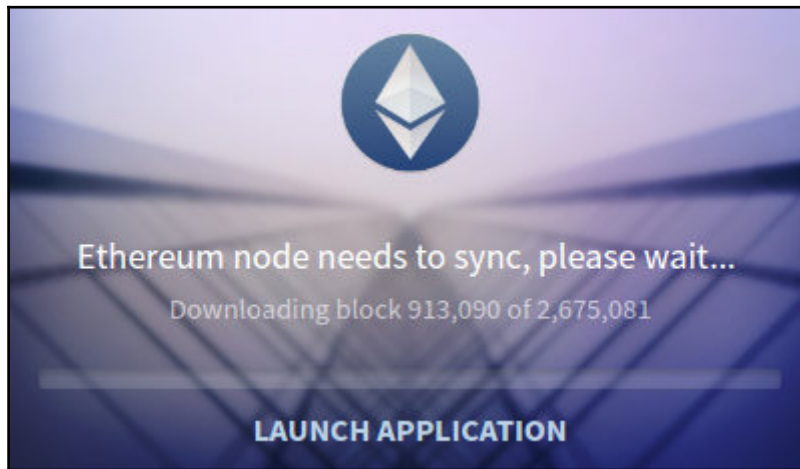 Ethereum node needs to sync, please wait...
Downloading block 913,090 of 2,675,081
LAUNCH APPLICATION